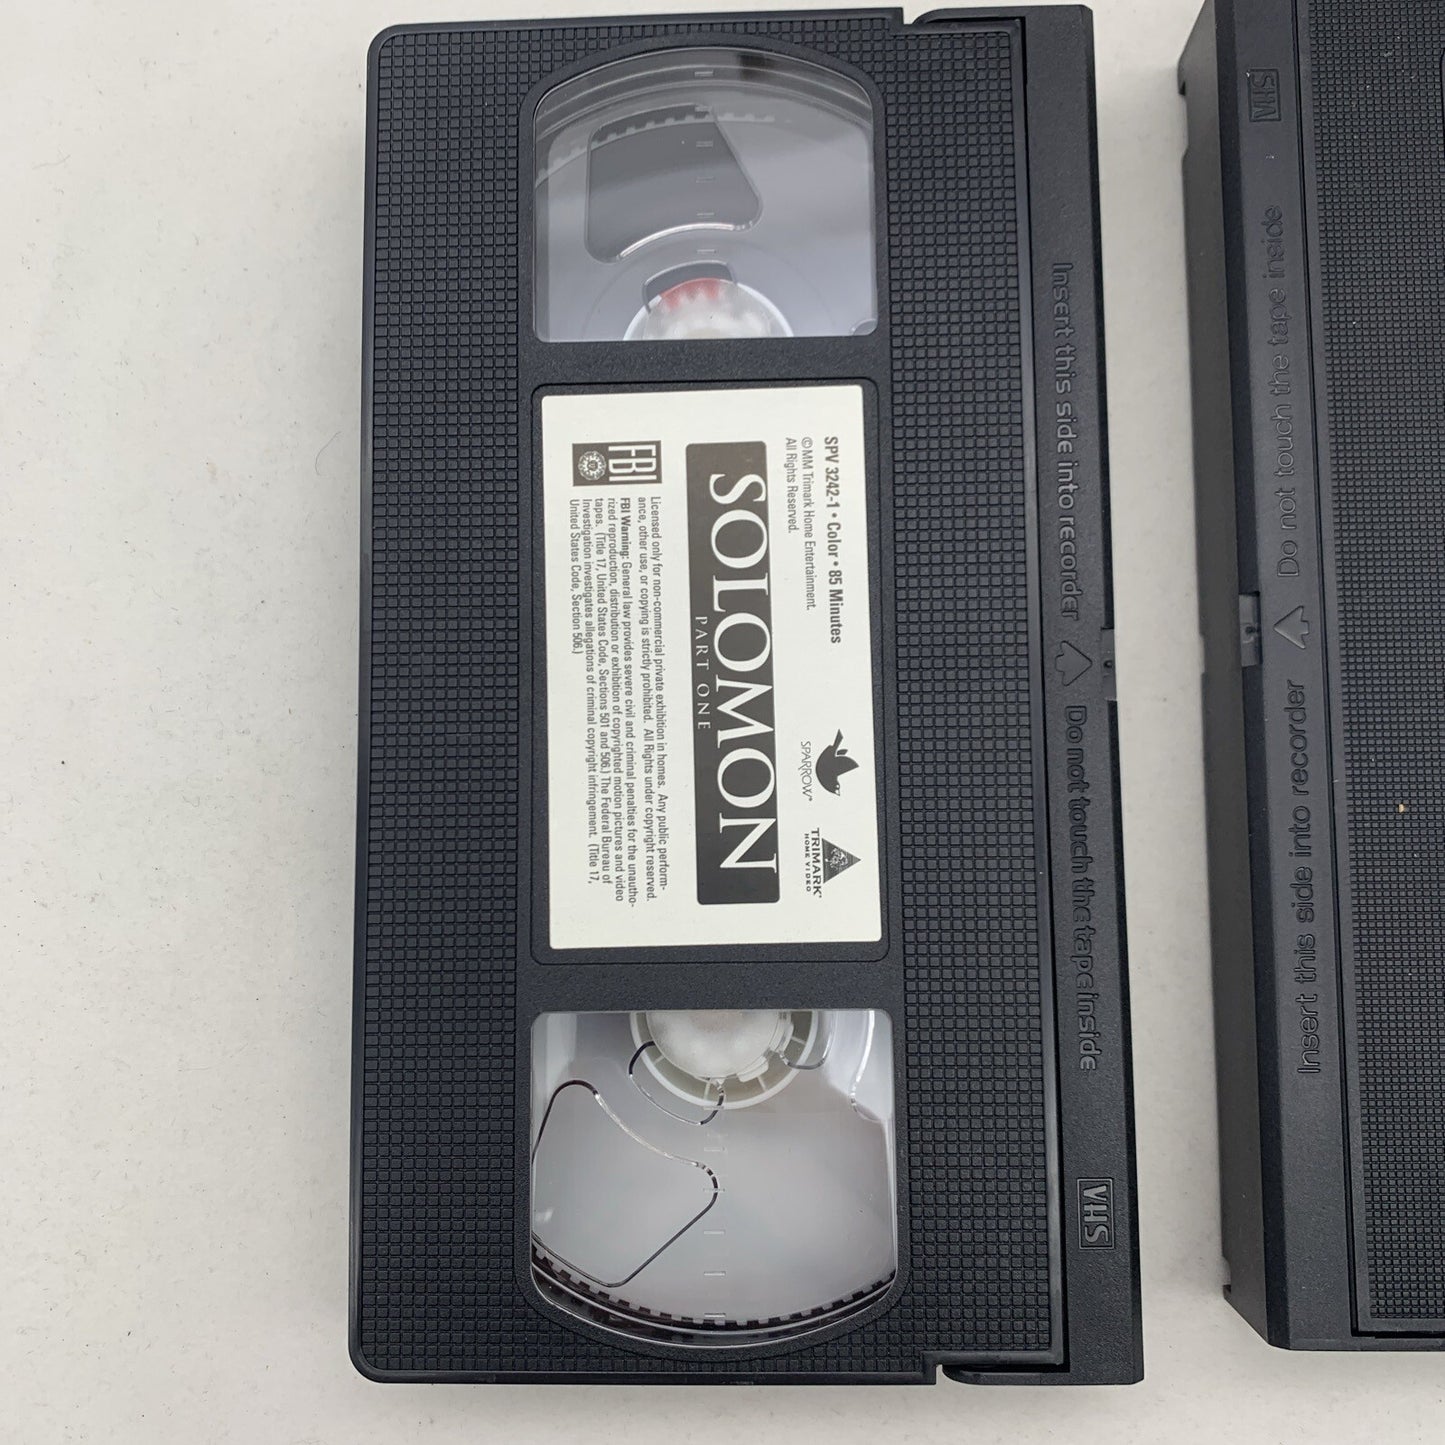 SPV 3242-1 • Color • 85 Minutes
©MM Trimark Home Entertainment.
All Rights Reserved.
SPARROW®
TRIMARK®
HOME VIDEO
SOLOMON
PART ONE
FBI
Licensed only for non-commercial private exhibition in homes. Any public perform-
ance, other use, or copying is strictly prohibited. All Rights under copyright reserved.
FBI Warning: General law provides severe civil and criminal penalties for the unautho-
rized reproduction, distribution or exhibition of copyrighted motion pictures and video
tapes. (Title 17, United States Code, Sections 501 and 506.) The Federal Bureau of
Investigation investigates allegations of criminal copyright infringement. (Title 17,
United States Code, Section 506.)
Insert this side into recorder
Do not touch the tape inside
VHS
Insert this side into recorder
Do not touch the tape inside
VHS